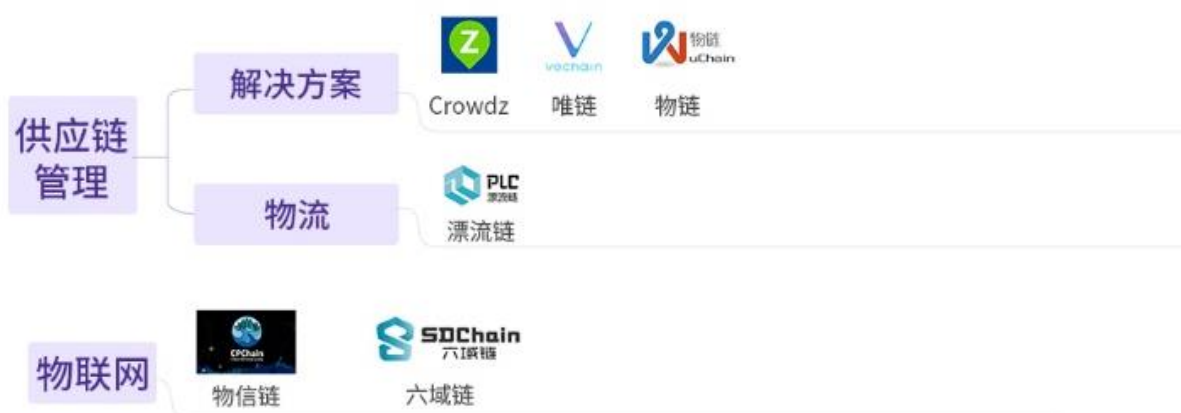 供应链
管理
解决方案
Z
vechain
物链
uChain
Crowdz
唯链
物链
物流
PLC
漂流链
漂流链
物联网
CPChain
物信链
SDChain
六域链
六域链